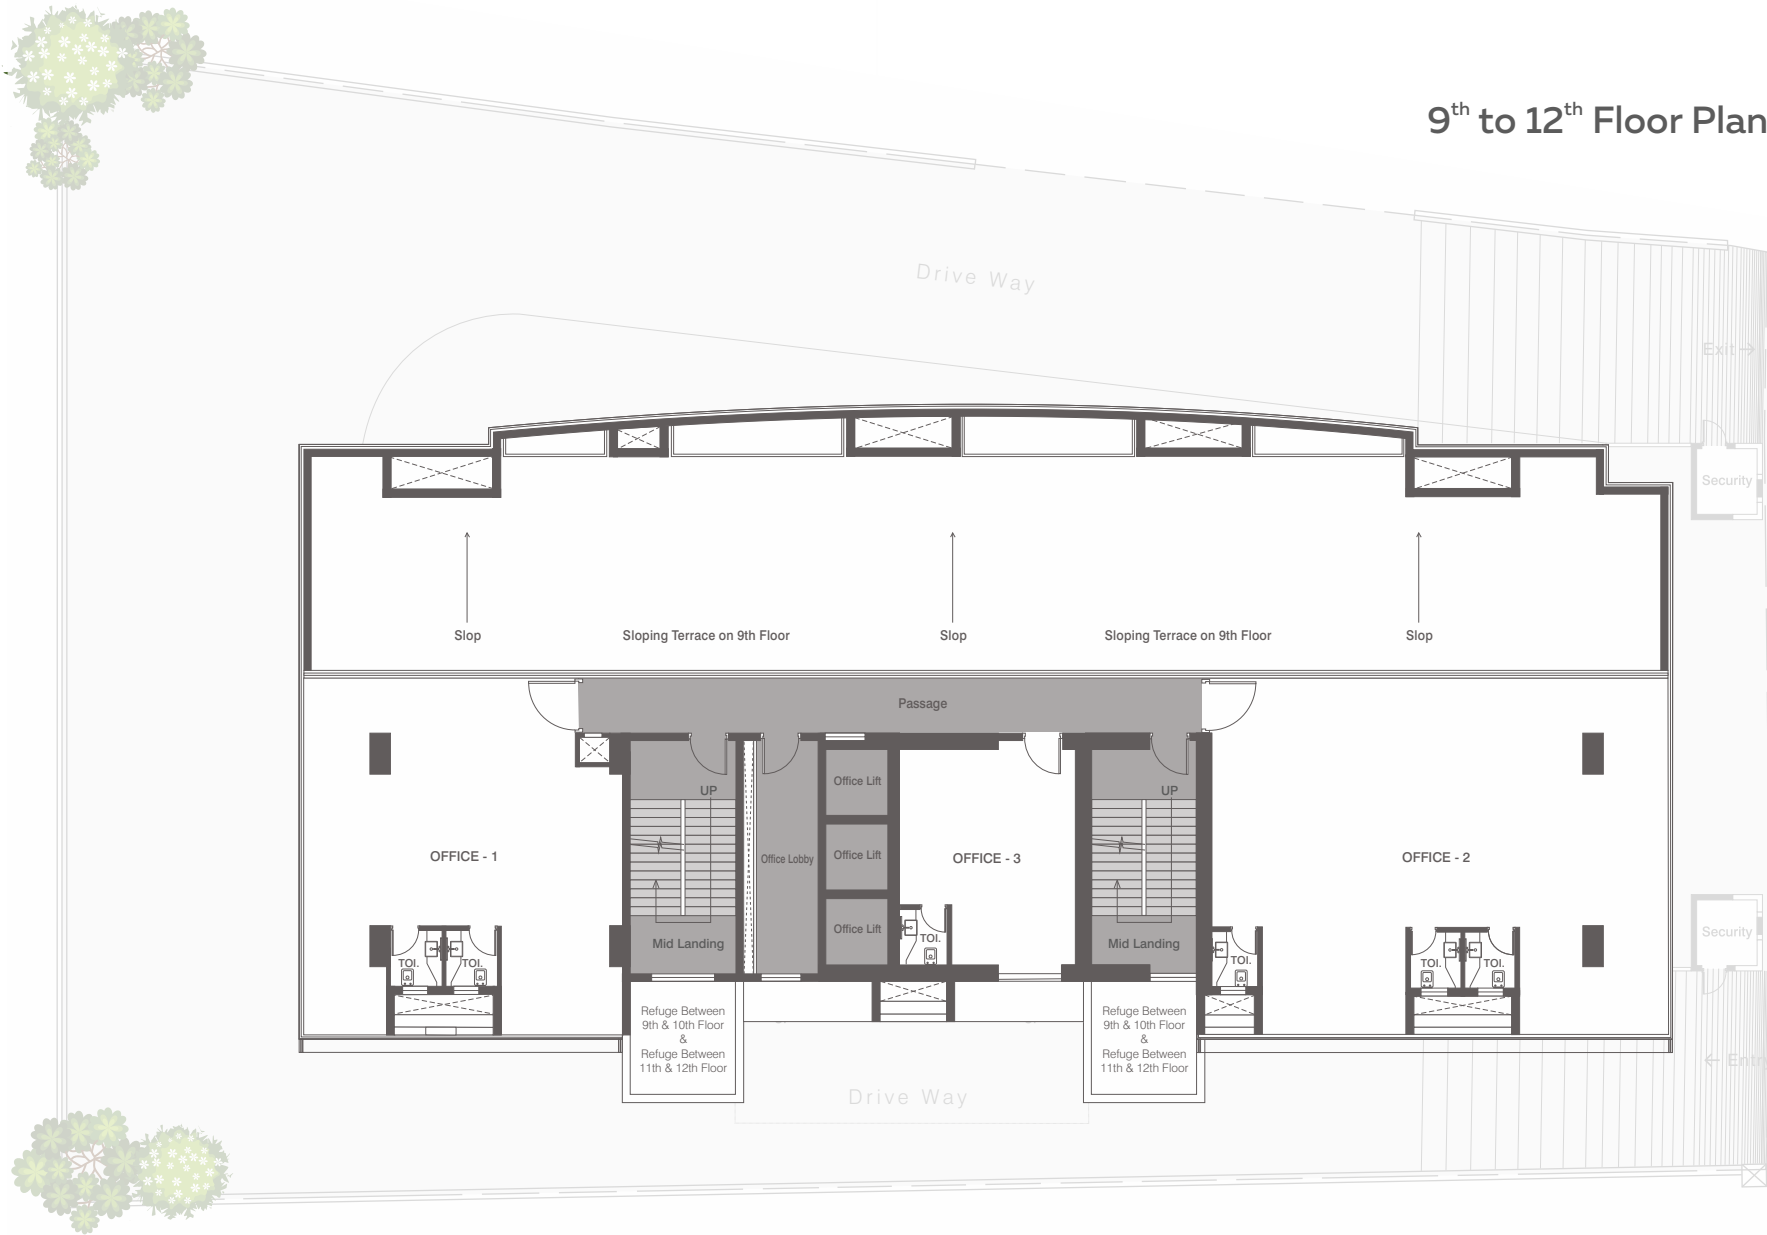 9th to 12th Floor Plan
Drive Way
Exit →
Security
Slop
Sloping Terrace on 9th Floor
Slop
Sloping Terrace on 9th Floor
Slop
Passage
UP
Office Lift
UP
OFFICE - 1
Office Lobby
Office Lift
OFFICE - 3
OFFICE - 2
Office Lift
Mid Landing
TOI.
Mid Landing
Security
TOI.
TOI.
TOI.
TOI.
TOI.
Refuge Between
9th & 10th Floor
&
Refuge Between
11th & 12th Floor
Refuge Between
9th & 10th Floor
&
Refuge Between
11th & 12th Floor
← Entry
Drive Way